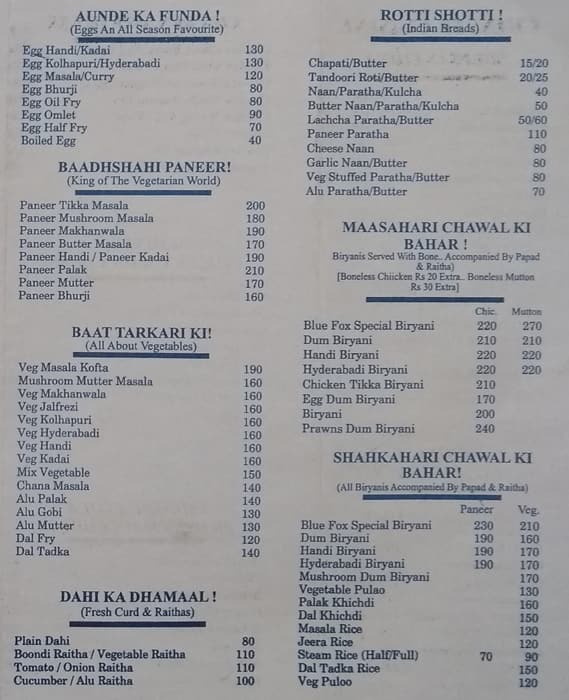 AUNDE KA FUNDA !
(Eggs An All Season Favourite)
Egg Handi/Kadai 130
Egg Kolhapuri/Hyderabadi 130
Egg Masala/Curry 120
Egg Bhurji 80
Egg Oil Fry 80
Egg Omlet 90
Egg Half Fry 70
Boiled Egg 40
BAADHSHAHI PANEER!
(King of The Vegetarian World)
Paneer Tikka Masala 200
Paneer Mushroom Masala 180
Paneer Makhanwala 190
Paneer Butter Masala 170
Paneer Handi / Paneer Kadai 190
Paneer Palak 210
Paneer Mutter 170
Paneer Bhurji 160
BAAT TARKARI KI!
(All About Vegetables)
Veg Masala Kofta 190
Mushroom Mutter Masala 160
Veg Makhanwala 160
Veg Jalfrezi 160
Veg Kolhapuri 160
Veg Hyderabadi 160
Veg Handi 160
Veg Kadai 160
Mix Vegetable 150
Chana Masala 140
Alu Palak 140
Alu Gobi 130
Alu Mutter 130
Dal Fry 120
Dal Tadka 140
DAHI KA DHAMAAL !
(Fresh Curd & Raithas)
Plain Dahi 80
Boondi Raitha / Vegetable Raitha 110
Tomato / Onion Raitha 110
Cucumber / Alu Raitha 100
ROTTI SHOTTI !
(Indian Breads)
Chapati/Butter 15/20
Tandoori Roti/Butter 20/25
Naan/Paratha/Kulcha 40
Butter Naan/Paratha/Kulcha 50
Lachcha Paratha/Butter 50/60
Paneer Paratha 110
Cheese Naan 80
Garlic Naan/Butter 80
Veg Stuffed Paratha/Butter 80
Alu Paratha/Butter 70
MAASAHARI CHAWAL KI
BAHAR !
Biryanis Served With Bone.. Accompanied By Papad
& Raitha)
[Boneless Chiicken Rs 20 Extra.. Boneless Mutton
Rs 30 Extra]
Chic. Mutton
Blue Fox Special Biryani 220 270
Dum Biryani 210 210
Handi Biryani 220 220
Hyderabadi Biryani 220 220
Chicken Tikka Biryani 210
Egg Dum Biryani 170
Biryani 200
Prawns Dum Biryani 240
SHAHKAHARI CHAWAL KI
BAHAR!
(All Biryanis Accompanied By Papad & Raitha)
Paneer Veg.
Blue Fox Special Biryani 230 210
Dum Biryani 190 160
Handi Biryani 190 170
Hyderabadi Biryani 190 170
Mushroom Dum Biryani 170
Vegetable Pulao 130
Palak Khichdi 160
Dal Khichdi 150
Masala Rice 120
Jeera Rice 120
Steam Rice (Half/Full) 70 90
Dal Tadka Rice 150
Veg Puloo 120